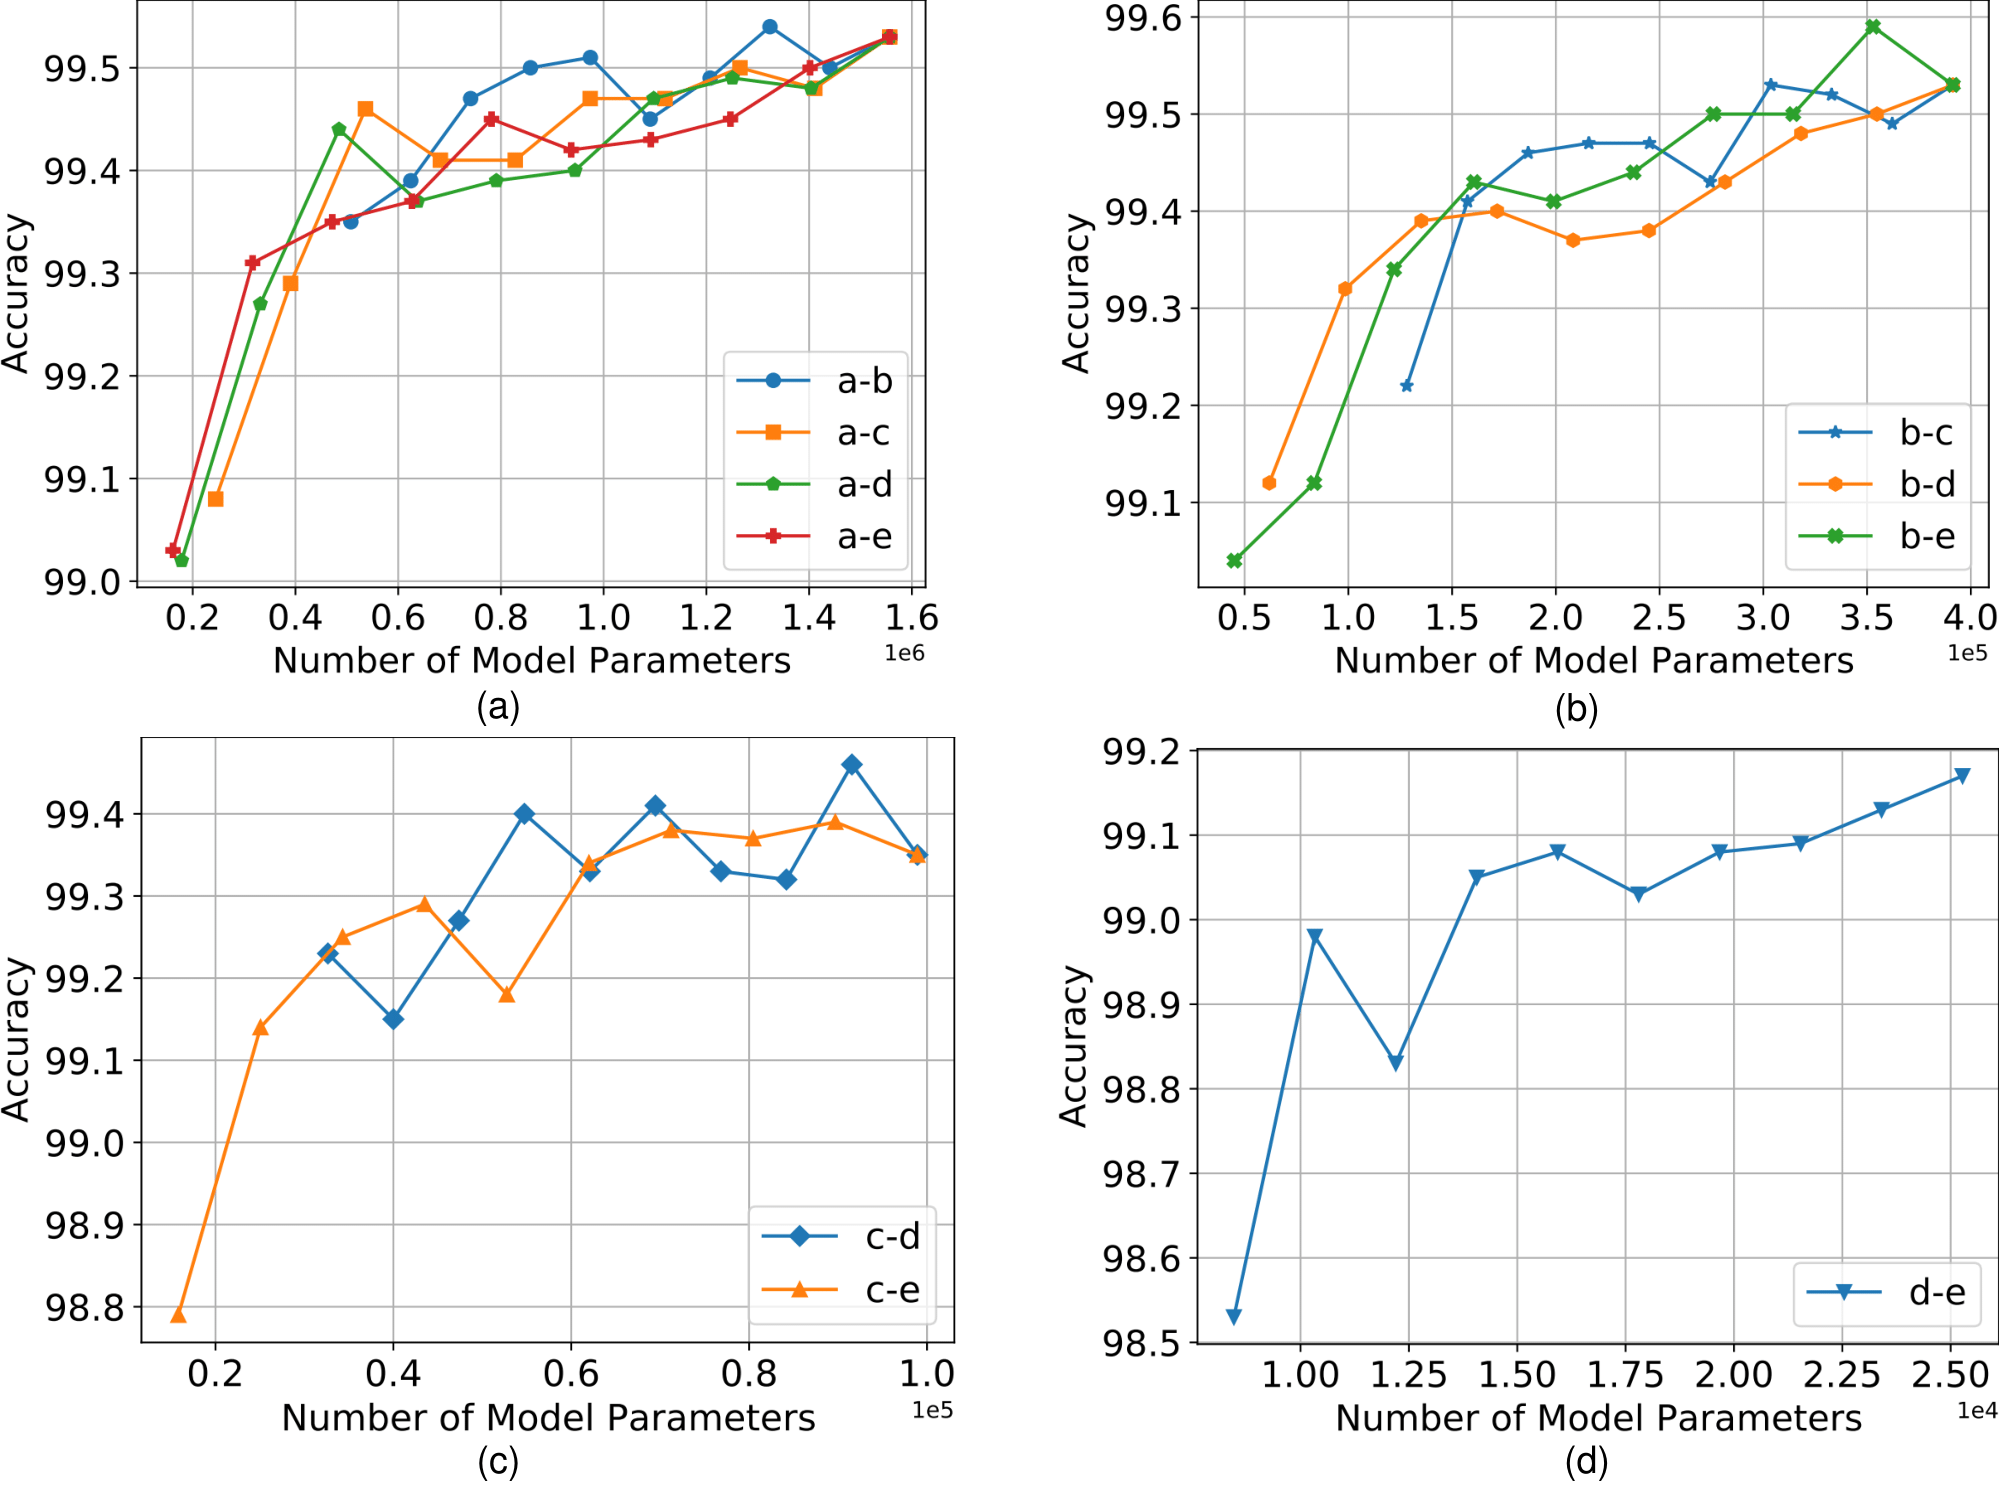 99.5
99.4
99.3
99.2
99.1
99.0
Accuracy
a-b
a-c
a-d
a-e
0.2 0.4 0.6 0.8 1.0 1.2 1.4 1.6
1e6
Number of Model Parameters
(a)
99.6
99.5
99.4
99.3
99.2
99.1
Accuracy
b-c
b-d
b-e
0.5 1.0 1.5 2.0 2.5 3.0 3.5 4.0
1e5
Number of Model Parameters
(b)
99.4
99.3
99.2
99.1
99.0
98.9
98.8
Accuracy
c-d
c-e
0.2 0.4 0.6 0.8 1.0
1e5
Number of Model Parameters
(c)
99.2
99.1
99.0
98.9
98.8
98.7
98.6
98.5
Accuracy
d-e
1.00 1.25 1.50 1.75 2.00 2.25 2.50
1e4
Number of Model Parameters
(d)